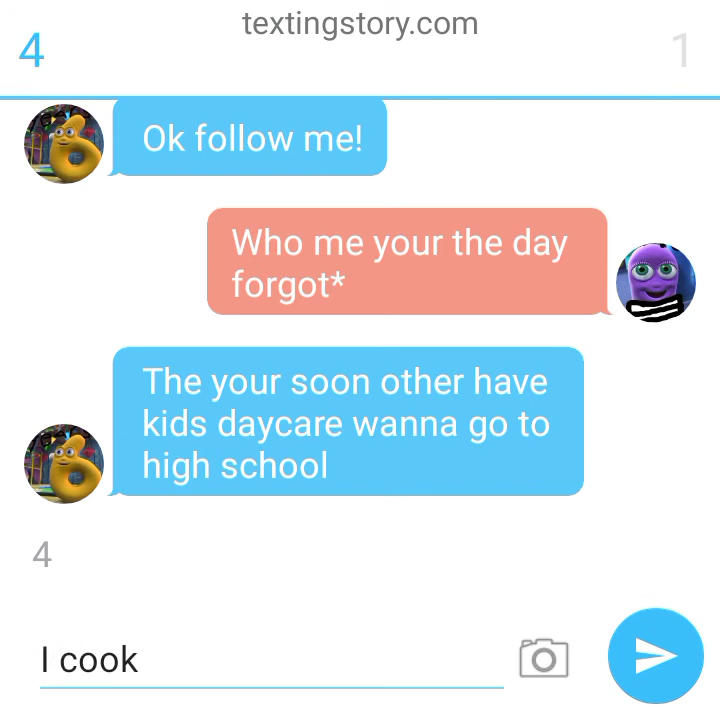 textingstory.com
4
1
Ok follow me!
Who me your the day
forgot*
The your soon other have
kids daycare wanna go to
high school
4
I cook